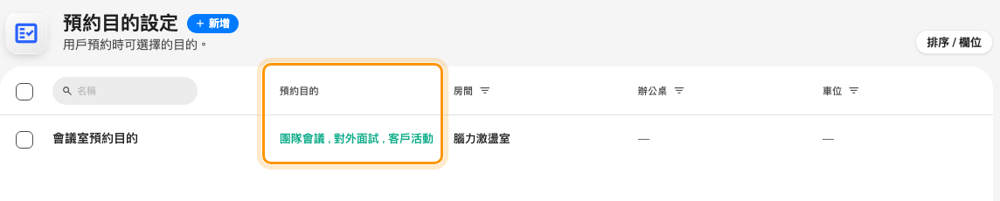 預約目的設定
+ 新增
用戶預約時可選擇的目的。
排序 / 欄位
名稱
預約目的
房間
辦公桌
車位
會議室預約目的
團隊會議 , 對外面試 , 客戶活動
腦力激盪室
—
—